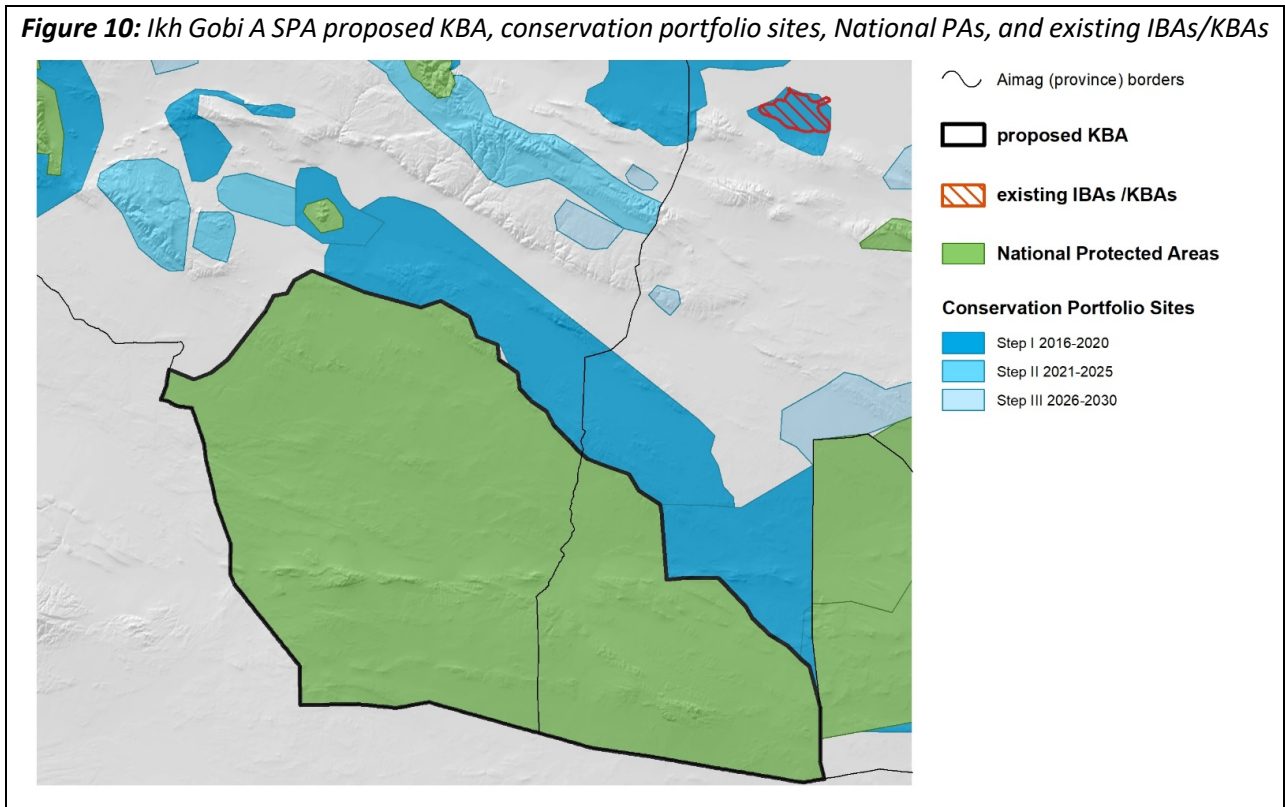 Figure 10: Ikh Gobi A SPA proposed KBA, conservation portfolio sites, National PAs, and existing IBAs/KBAs
Aimag (province) borders
proposed KBA
existing IBAs /KBAs
National Protected Areas
Conservation Portfolio Sites
Step I 2016-2020
Step II 2021-2025
Step III 2026-2030